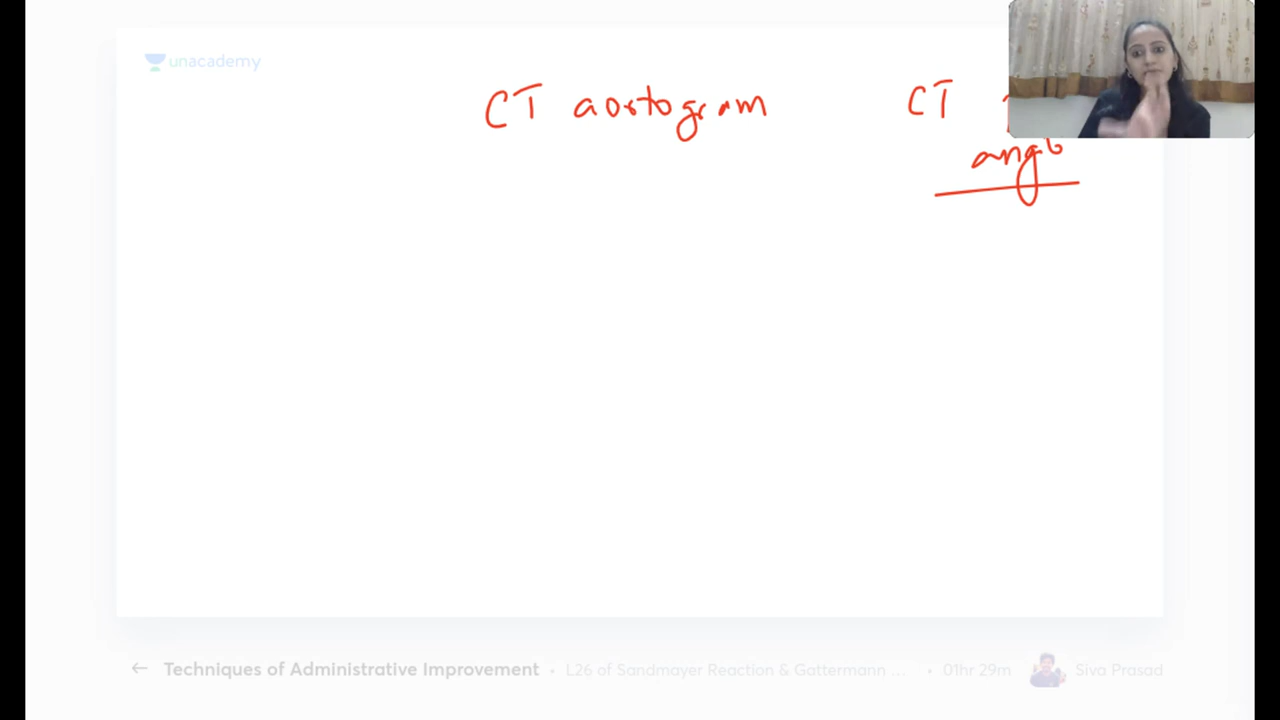 unacademy
CT aortogram CT
angio
Techniques of Administrative Improvement • L26 of Sandmayer Reaction & Gattermann ... • 01hr 29m Siva Prasad